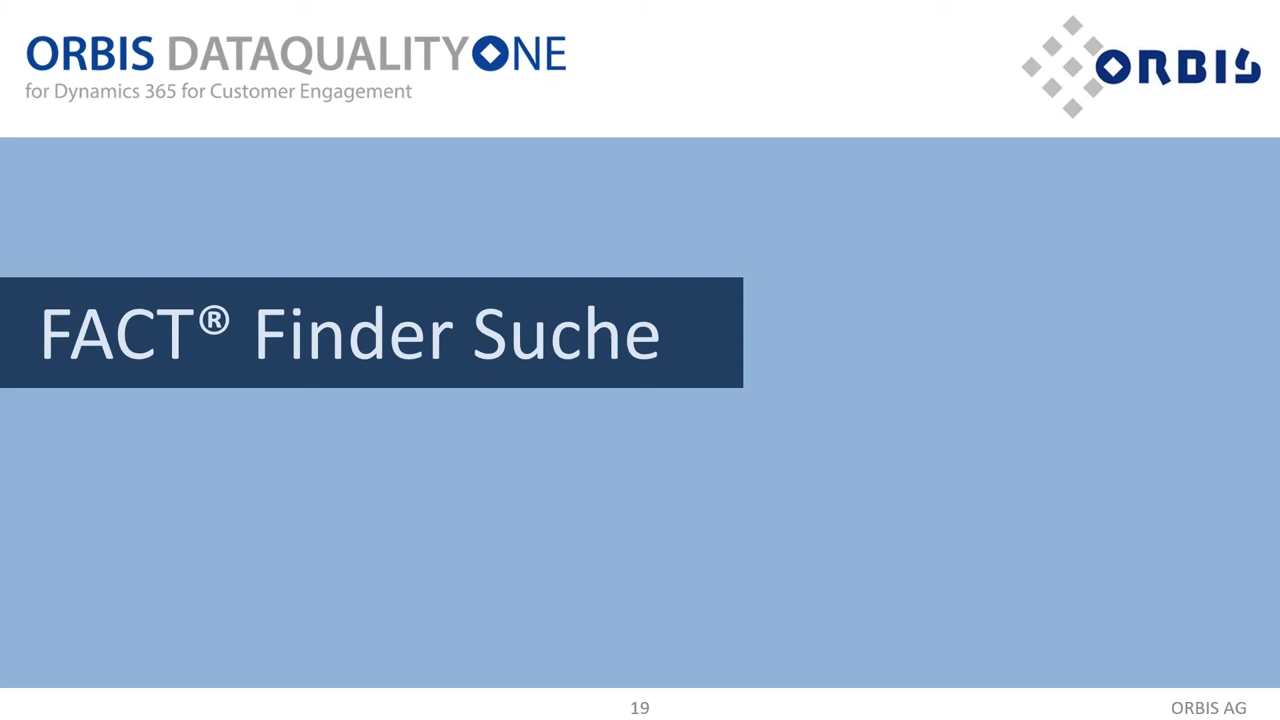 ORBIS DATAQUALITYONE
for Dynamics 365 for Customer Engagement
ORBIS
FACT® Finder Suche
19
ORBIS AG